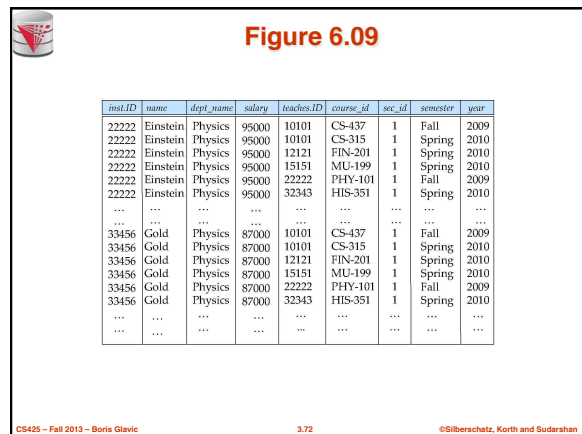 Figure 6.09
inst.ID name dept_name salary teaches.ID course_id sec_id semester year
22222 Einstein Physics 95000 10101 CS-437 1 Fall 2009
22222 Einstein Physics 95000 10101 CS-315 1 Spring 2010
22222 Einstein Physics 95000 12121 FIN-201 1 Spring 2010
22222 Einstein Physics 95000 15151 MU-199 1 Spring 2010
22222 Einstein Physics 95000 22222 PHY-101 1 Fall 2009
22222 Einstein Physics 95000 32343 HIS-351 1 Spring 2010
... ... ... ... ... ... ... ... ...
... ... ... ... ... ... ... ... ...
33456 Gold Physics 87000 10101 CS-437 1 Fall 2009
33456 Gold Physics 87000 10101 CS-315 1 Spring 2010
33456 Gold Physics 87000 12121 FIN-201 1 Spring 2010
33456 Gold Physics 87000 15151 MU-199 1 Spring 2010
33456 Gold Physics 87000 22222 PHY-101 1 Fall 2009
33456 Gold Physics 87000 32343 HIS-351 1 Spring 2010
... ... ... ... ... ... ... ... ...
... ... ... ... ... ... ... ... ...
CS425 – Fall 2013 – Boris Glavic 3.72 ©Silberschatz, Korth and Sudarshan